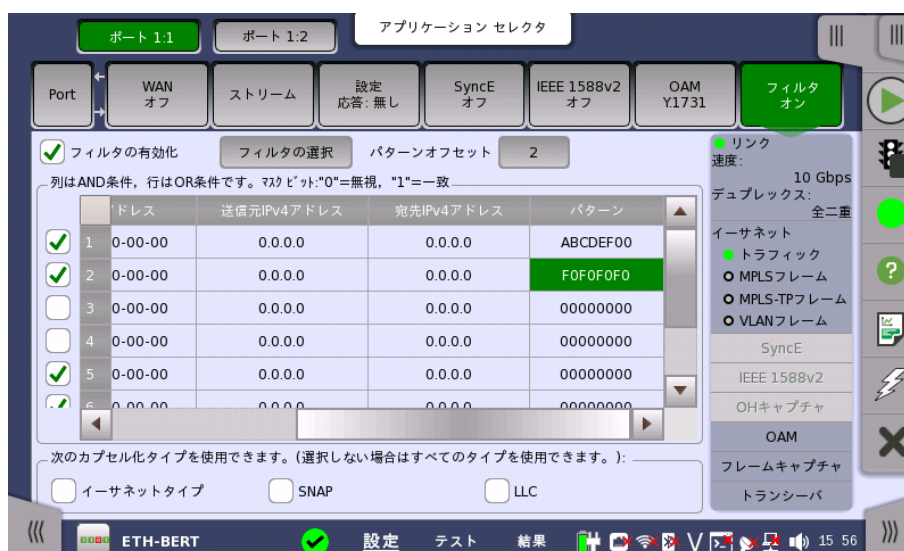 ポート 1:1
ポート 1:2
アプリケーション セレクタ
Port
WAN
オフ
ストリーム
設定
応答: 無し
SyncE
オフ
IEEE 1588v2
オフ
OAM
Y.1731
フィルタ
オン
フィルタの有効化
フィルタの選択
パターンオフセット
2
列はAND条件，行はOR条件です。ﾏｽｸ ﾋﾞｯﾄ:"0"=無視，"1"=一致
ドレス 送信元IPv4アドレス 宛先IPv4アドレス パターン
1 0-00-00 0.0.0.0 0.0.0.0 ABCDEF00
2 0-00-00 0.0.0.0 0.0.0.0 F0F0F0F0
3 0-00-00 0.0.0.0 0.0.0.0 00000000
4 0-00-00 0.0.0.0 0.0.0.0 00000000
5 0-00-00 0.0.0.0 0.0.0.0 00000000
6 0-00-00 0.0.0.0 0.0.0.0 00000000
次のカプセル化タイプを使用できます。(選択しない場合はすべてのタイプを使用できます。):
イーサネットタイプ
SNAP
LLC
リンク
速度:
10 Gbps
デュプレックス:
全二重
イーサネット
トラフィック
MPLSフレーム
MPLS-TPフレーム
VLANフレーム
SyncE
IEEE 1588v2
OHキャプチャ
OAM
フレームキャプチャ
トランシーバ
ETH-BERT
設定
テスト
結果
15 56